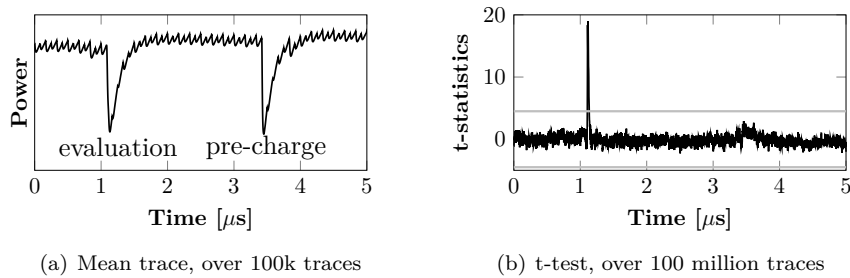 Power
evaluation
pre-charge
0 1 2 3 4 5
Time [μs]
(a) Mean trace, over 100k traces
t-statistics
20
10
0
0 1 2 3 4 5
Time [μs]
(b) t-test, over 100 million traces